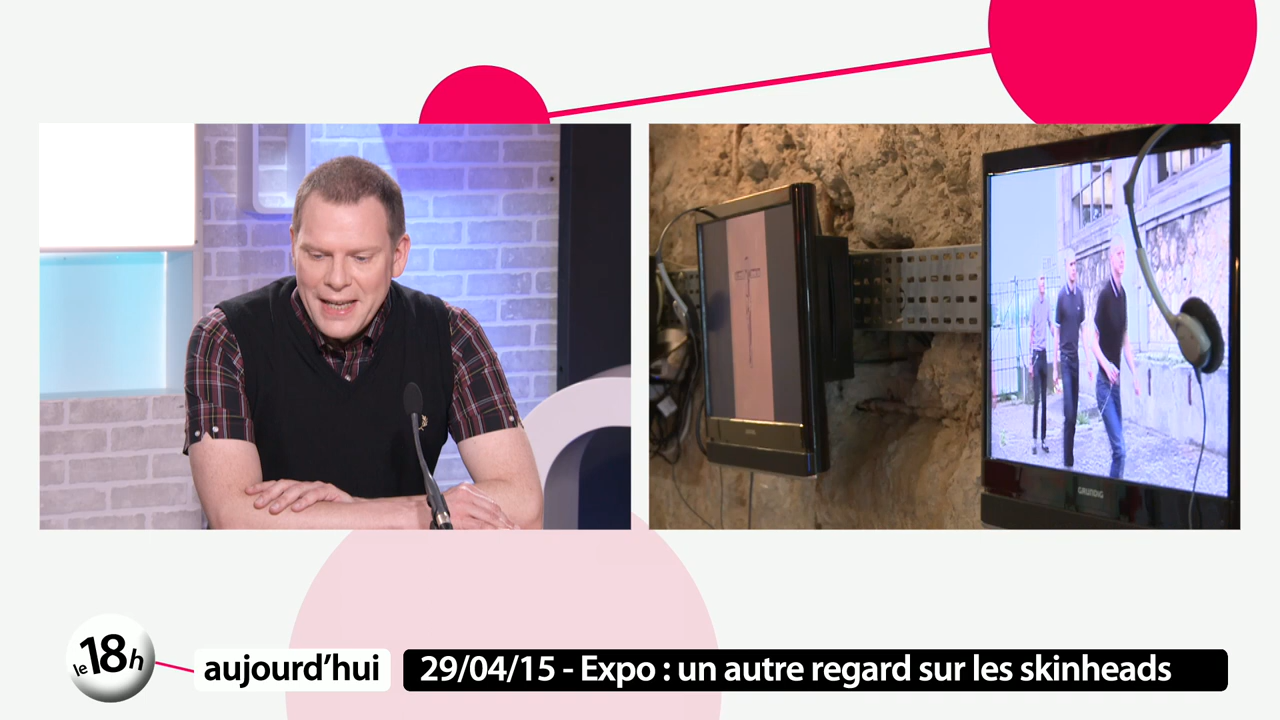 GRUNDIG
le 18h
aujourd'hui
29/04/15 - Expo : un autre regard sur les skinheads